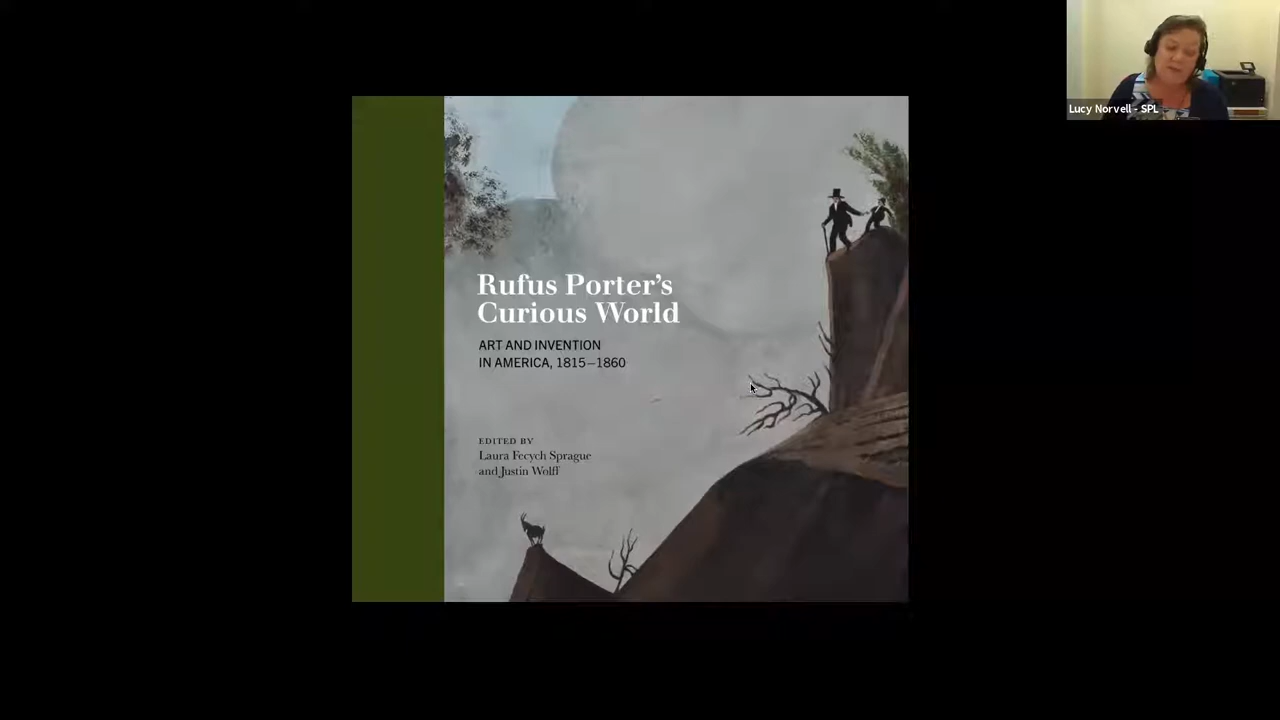 Lucy Norvell - SPL
Rufus Porter's
Curious World
ART AND INVENTION
IN AMERICA, 1815–1860
EDITED BY
Laura Fecych Sprague
and Justin Wolff